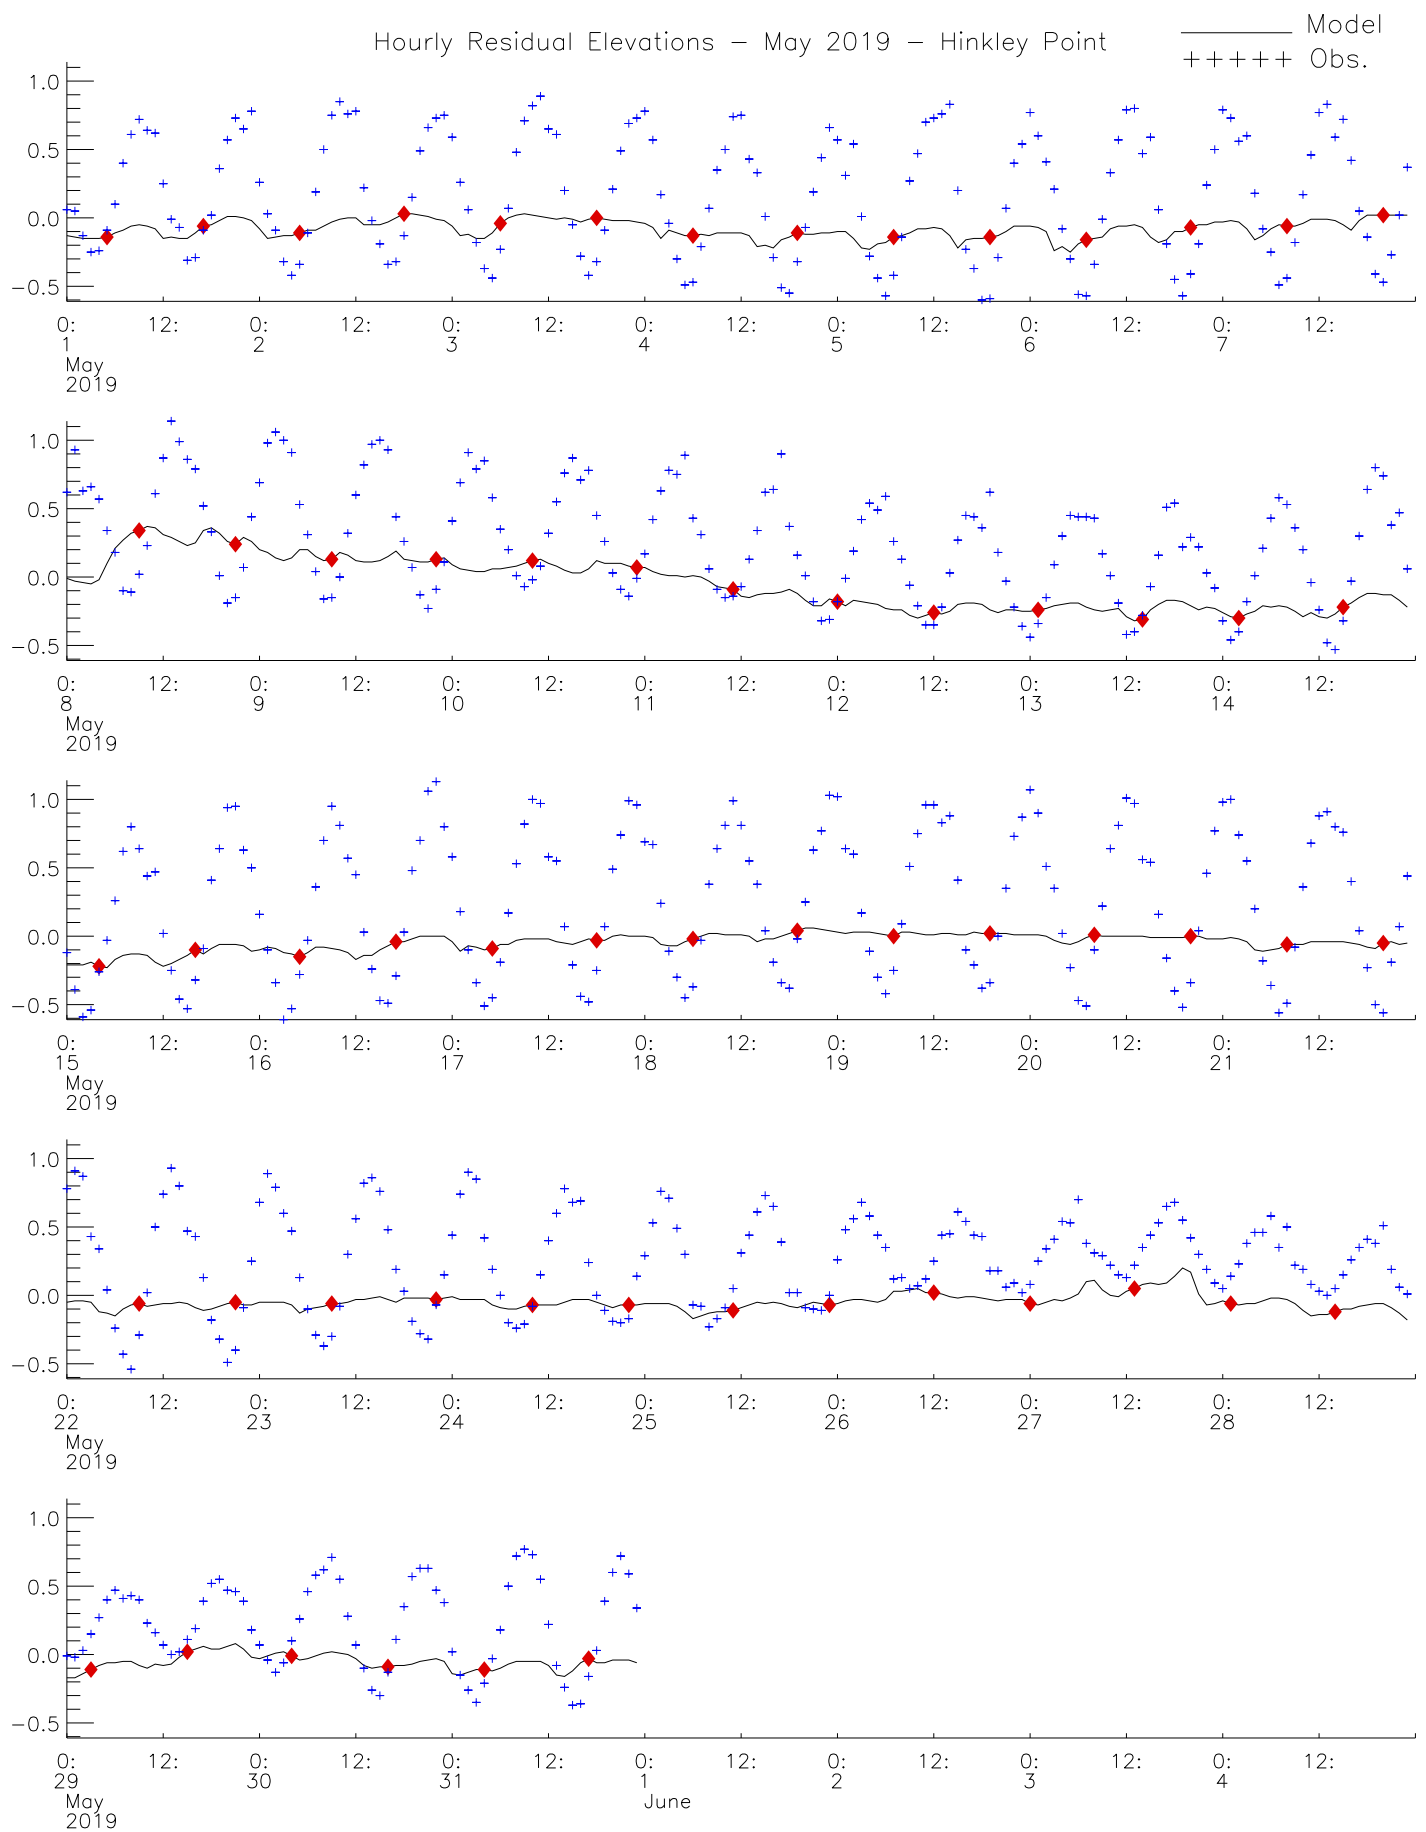 Hourly Residual Elevations − May 2019 − Hinkley Point
Model
+++++ Obs.
1.0
0.5
0.0
−0.5
0: 12: 0: 12: 0: 12: 0: 12: 0: 12: 0: 12: 0: 12:
1 2 3 4 5 6 7
May
2019
1.0
0.5
0.0
−0.5
0: 12: 0: 12: 0: 12: 0: 12: 0: 12: 0: 12: 0: 12:
8 9 10 11 12 13 14
May
2019
1.0
0.5
0.0
−0.5
0: 12: 0: 12: 0: 12: 0: 12: 0: 12: 0: 12: 0: 12:
15 16 17 18 19 20 21
May
2019
1.0
0.5
0.0
−0.5
0: 12: 0: 12: 0: 12: 0: 12: 0: 12: 0: 12: 0: 12:
22 23 24 25 26 27 28
May
2019
1.0
0.5
0.0
−0.5
0: 12: 0: 12: 0: 12: 0: 12: 0: 12: 0: 12: 0: 12:
29 30 31 1 2 3 4
May June
2019